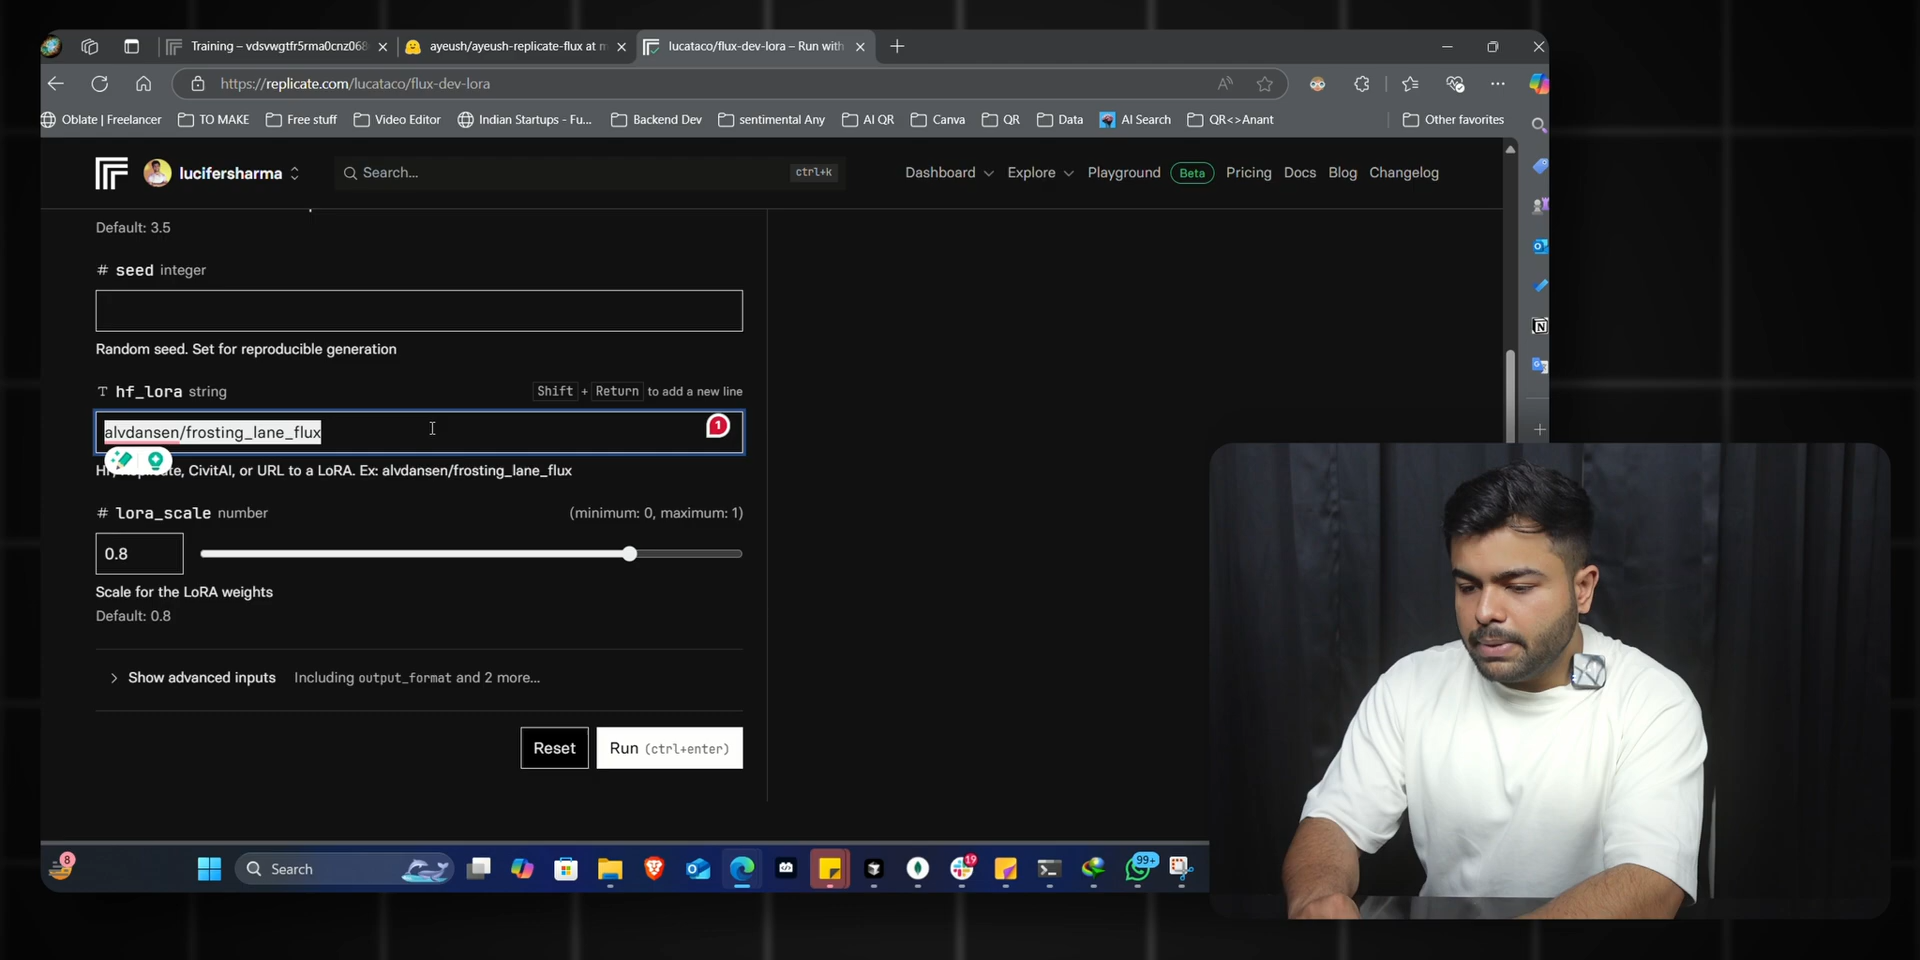 Training – vdsvwgtfr5rma0cnz068
ayeush/ayeush-replicate-flux at m
lucataco/flux-dev-lora – Run with
https://replicate.com/lucataco/flux-dev-lora
Oblate | Freelancer
TO MAKE
Free stuff
Video Editor
Indian Startups - Fu...
Backend Dev
sentimental Any
AI QR
Canva
QR
Data
AI Search
QR<>Anant
Other favorites
lucifersharma
Search...
ctrl+k
Dashboard
Explore
Playground
Beta
Pricing
Docs
Blog
Changelog
Default: 3.5
# seed integer
Random seed. Set for reproducible generation
T hf_lora string
Shift + Return to add a new line
alvdansen/frosting_lane_flux
1
CivitAI, or URL to a LoRA. Ex: alvdansen/frosting_lane_flux
# lora_scale number
(minimum: 0, maximum: 1)
0.8
Scale for the LoRA weights
Default: 0.8
Show advanced inputs
Including output_format and 2 more...
Reset
Run (ctrl+enter)
8
Search
19
99+